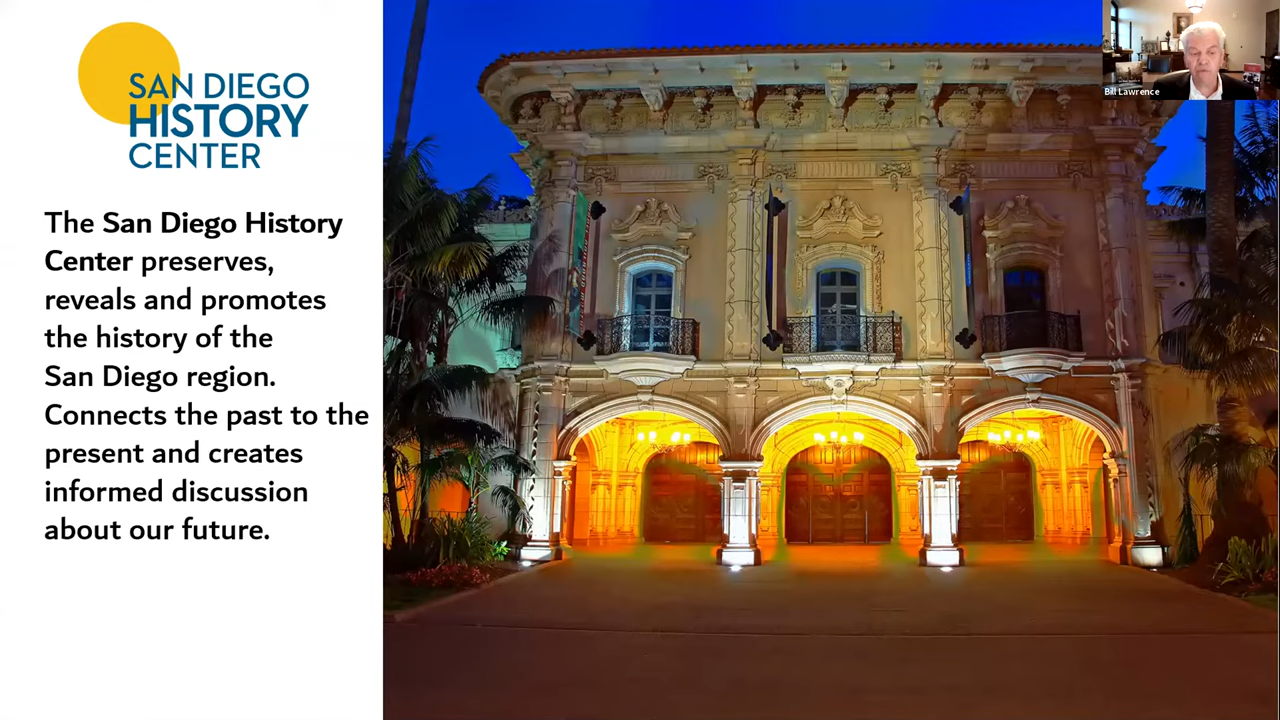 SAN DIEGO
HISTORY
CENTER
The San Diego History
Center preserves,
reveals and promotes
the history of the
San Diego region.
Connects the past to the
present and creates
informed discussion
about our future.
Bill Lawrence